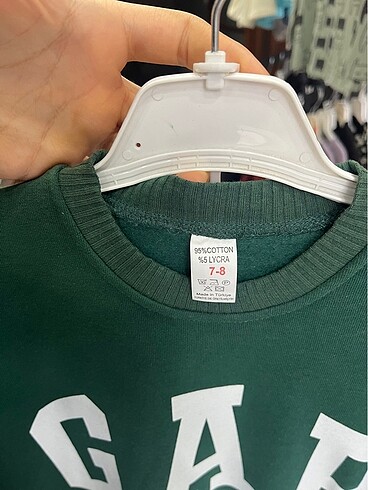 95%COTTON
%5 LYCRA
7-8
Made in Türkiye
GAP